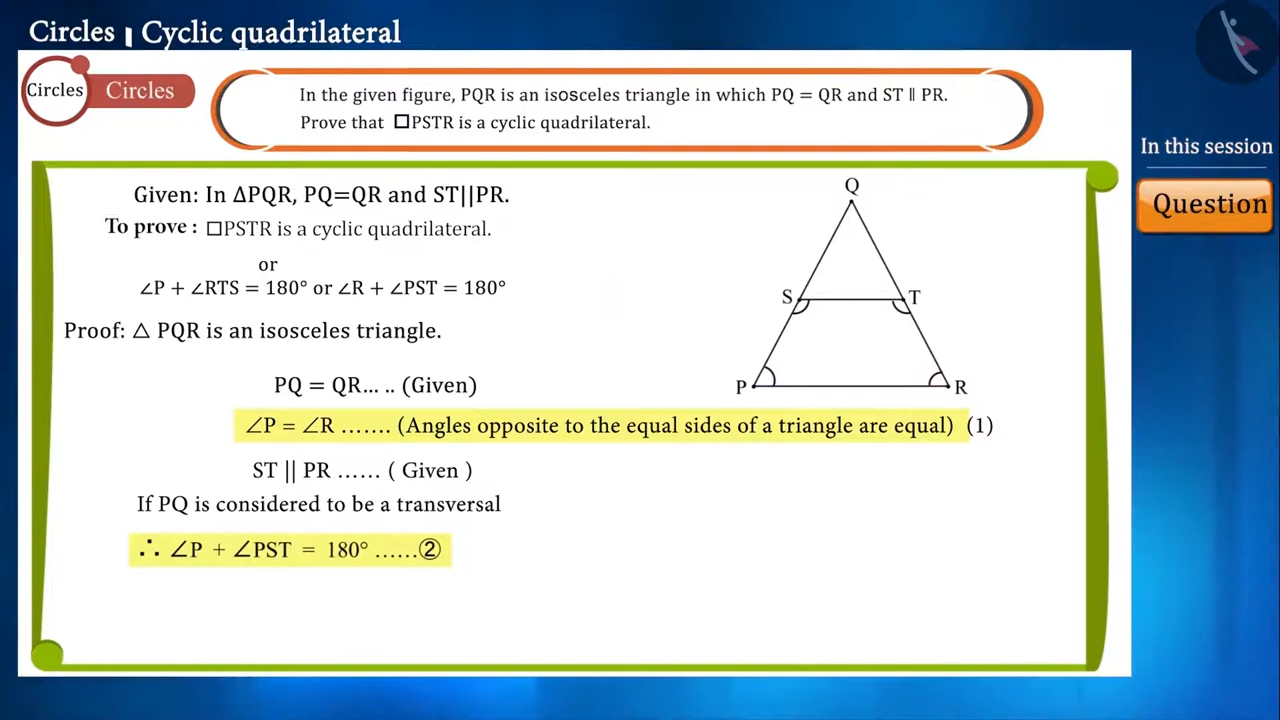 Circles | Cyclic quadrilateral
Circles
Circles
In the given figure, PQR is an isosceles triangle in which PQ = QR and ST ∥ PR.
Prove that □PSTR is a cyclic quadrilateral.
In this session
Question
Given: In ΔPQR, PQ=QR and ST||PR.
To prove : □PSTR is a cyclic quadrilateral.
or
∠P + ∠RTS = 180° or ∠R + ∠PST = 180°
Proof: △ PQR is an isosceles triangle.
PQ = QR... .. (Given)
∠P = ∠R ....... (Angles opposite to the equal sides of a triangle are equal) (1)
ST || PR ...... ( Given )
If PQ is considered to be a transversal
∴ ∠P + ∠PST = 180° ......②
Q
S
T
P
R